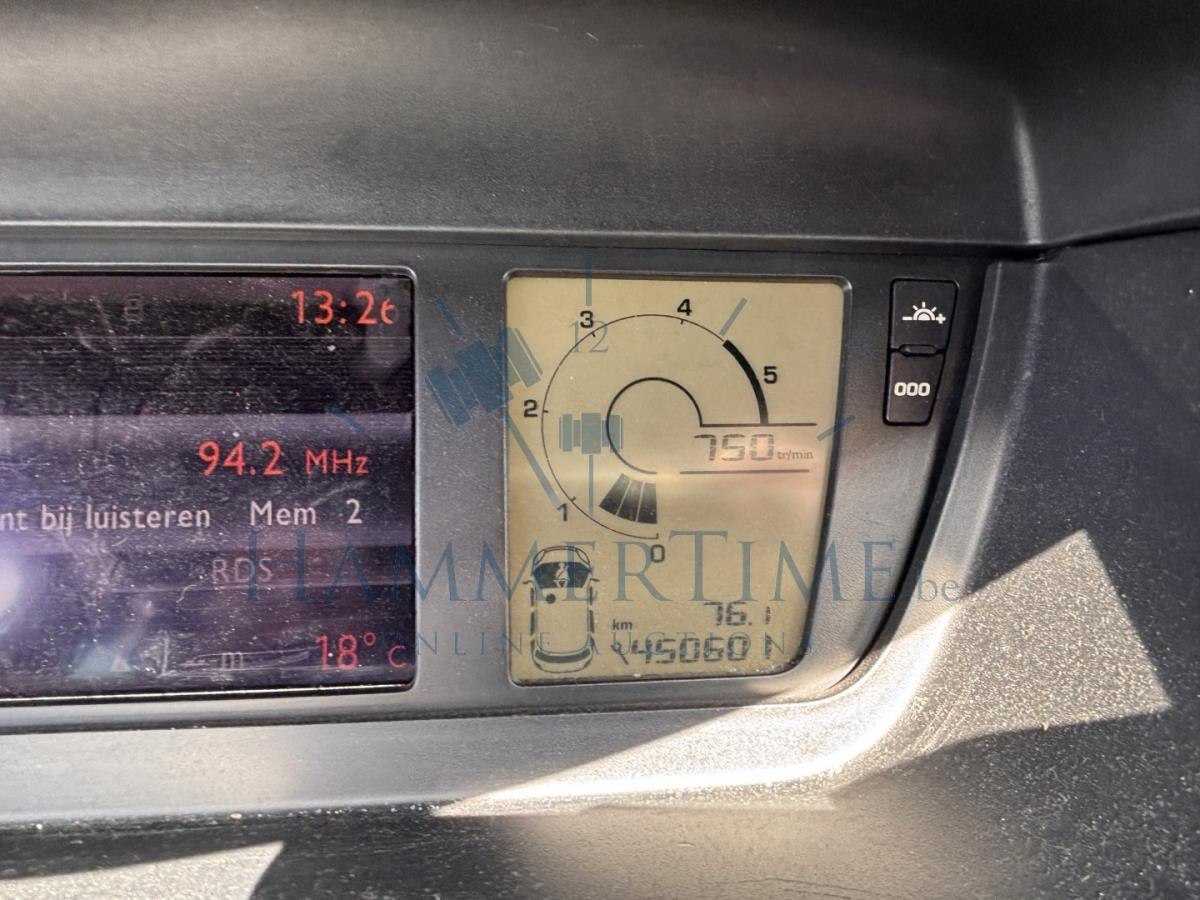 13:26
94.2 MHz
nt bij luisteren Mem 2
RDS
-- m
18°C
4
3
12
5
2
750 tr/min
1
0
HAMMERTIME.be
ONLINE AUCTIONS
76.1
km
000